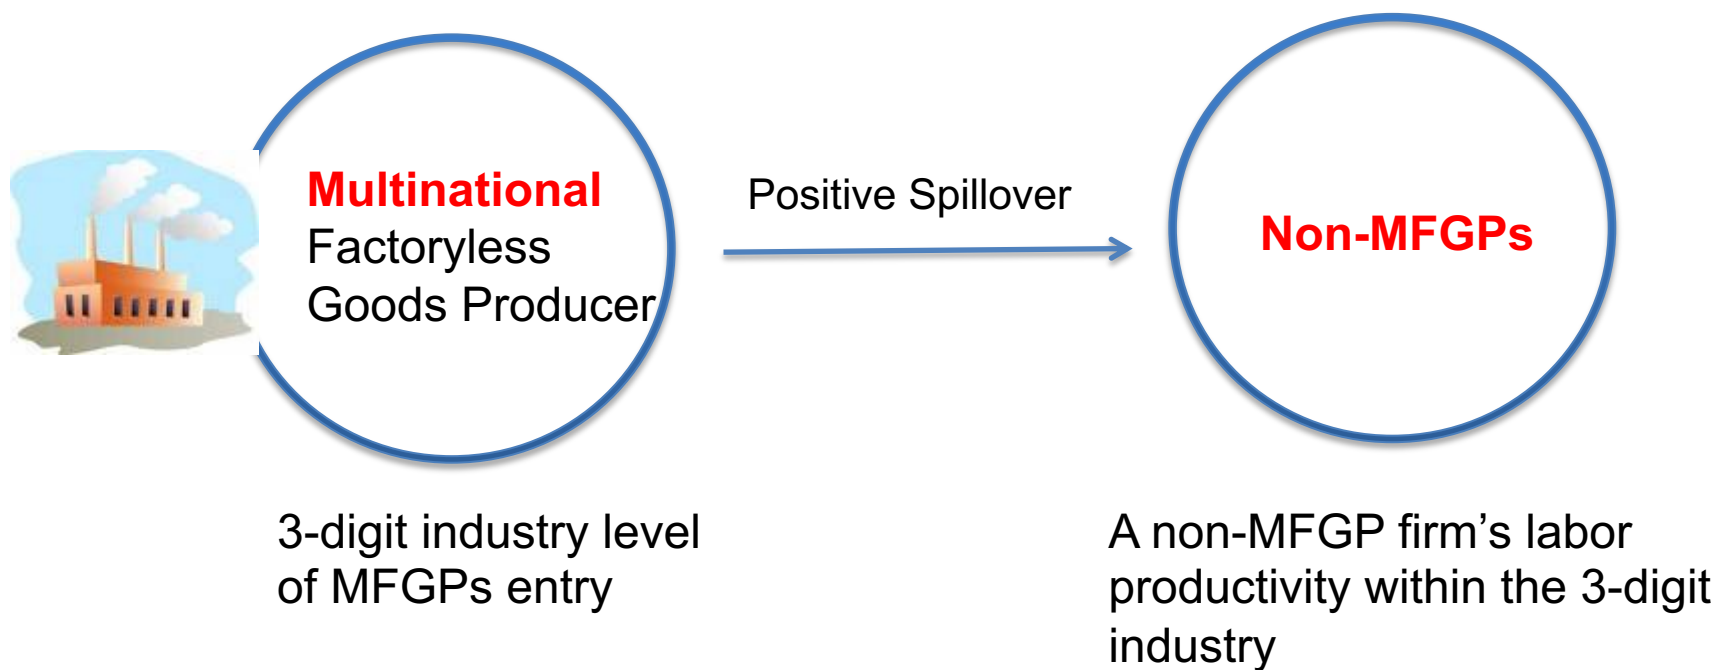 Multinational
Factoryless
Goods Producer
Positive Spillover
Non-MFGPs
3-digit industry level
of MFGPs entry
A non-MFGP firm’s labor
productivity within the 3-digit
industry